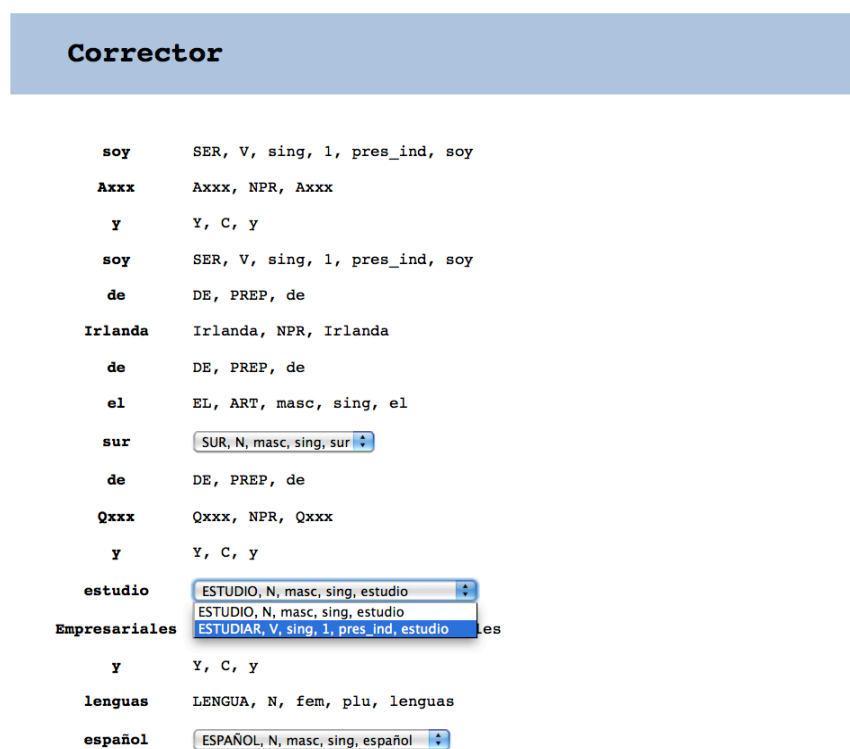 Corrector
soy SER, V, sing, 1, pres_ind, soy
Axxx Axxx, NPR, Axxx
y Y, C, y
soy SER, V, sing, 1, pres_ind, soy
de DE, PREP, de
Irlanda Irlanda, NPR, Irlanda
de DE, PREP, de
el EL, ART, masc, sing, el
sur SUR, N, masc, sing, sur
de DE, PREP, de
Qxxx Qxxx, NPR, Qxxx
y Y, C, y
estudio ESTUDIO, N, masc, sing, estudio
ESTUDIO, N, masc, sing, estudio
Empresariales ESTUDIAR, V, sing, 1, pres_ind, estudio les
y Y, C, y
lenguas LENGUA, N, fem, plu, lenguas
español ESPAÑOL, N, masc, sing, español